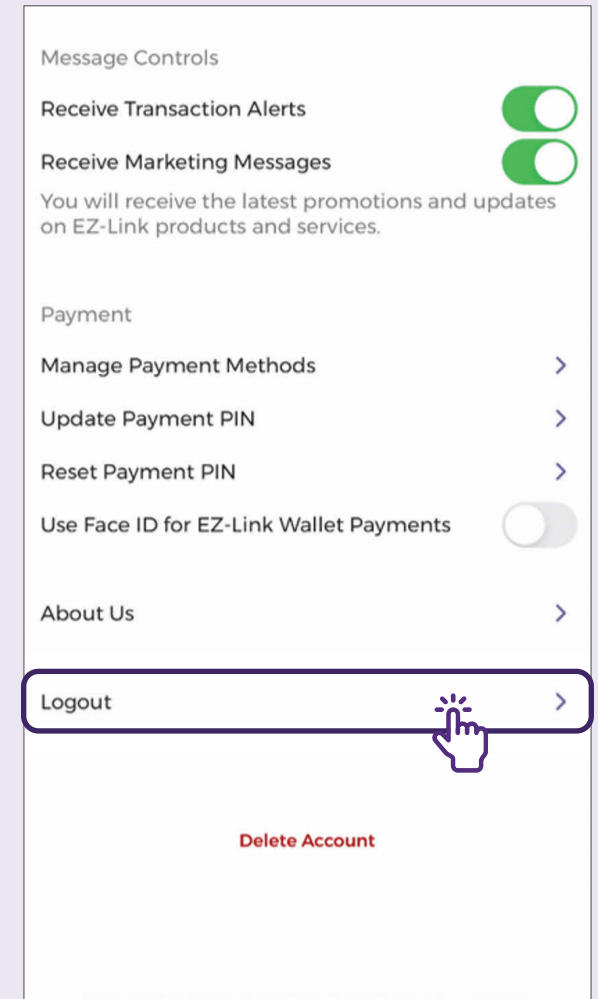 Message Controls
Receive Transaction Alerts
Receive Marketing Messages
You will receive the latest promotions and updates
on EZ-Link products and services.
Payment
Manage Payment Methods
Update Payment PIN
Reset Payment PIN
Use Face ID for EZ-Link Wallet Payments
About Us
Logout
Delete Account